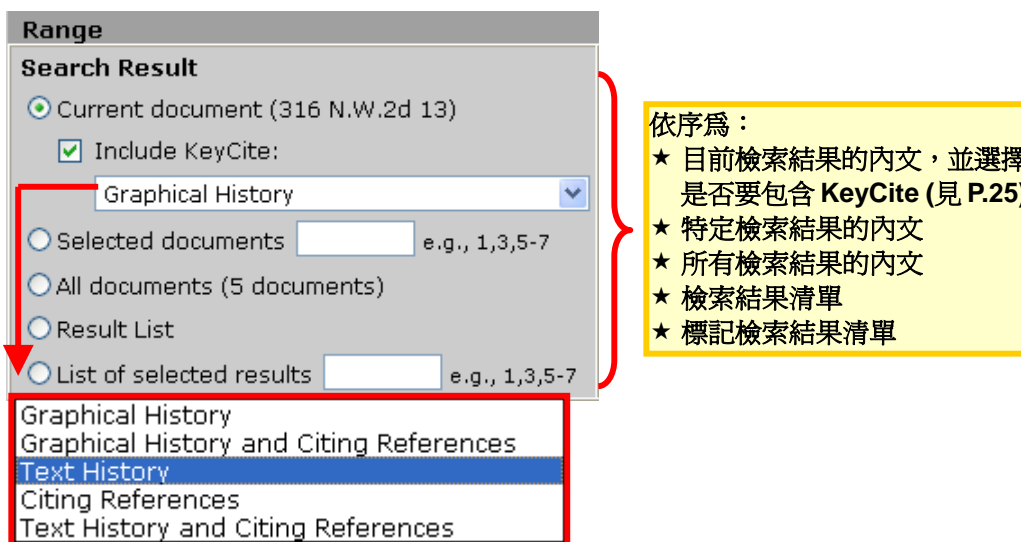 Range
Search Result
Current document (316 N.W.2d 13)
Include KeyCite:
Graphical History
Selected documents e.g., 1,3,5-7
All documents (5 documents)
Result List
List of selected results e.g., 1,3,5-7
Graphical History
Graphical History and Citing References
Text History
Citing References
Text History and Citing References
依序為：
★ 目前檢索結果的內文，並選擇
是否要包含 KeyCite (見 P.25)
★ 特定檢索結果的內文
★ 所有檢索結果的內文
★ 檢索結果清單
★ 標記檢索結果清單